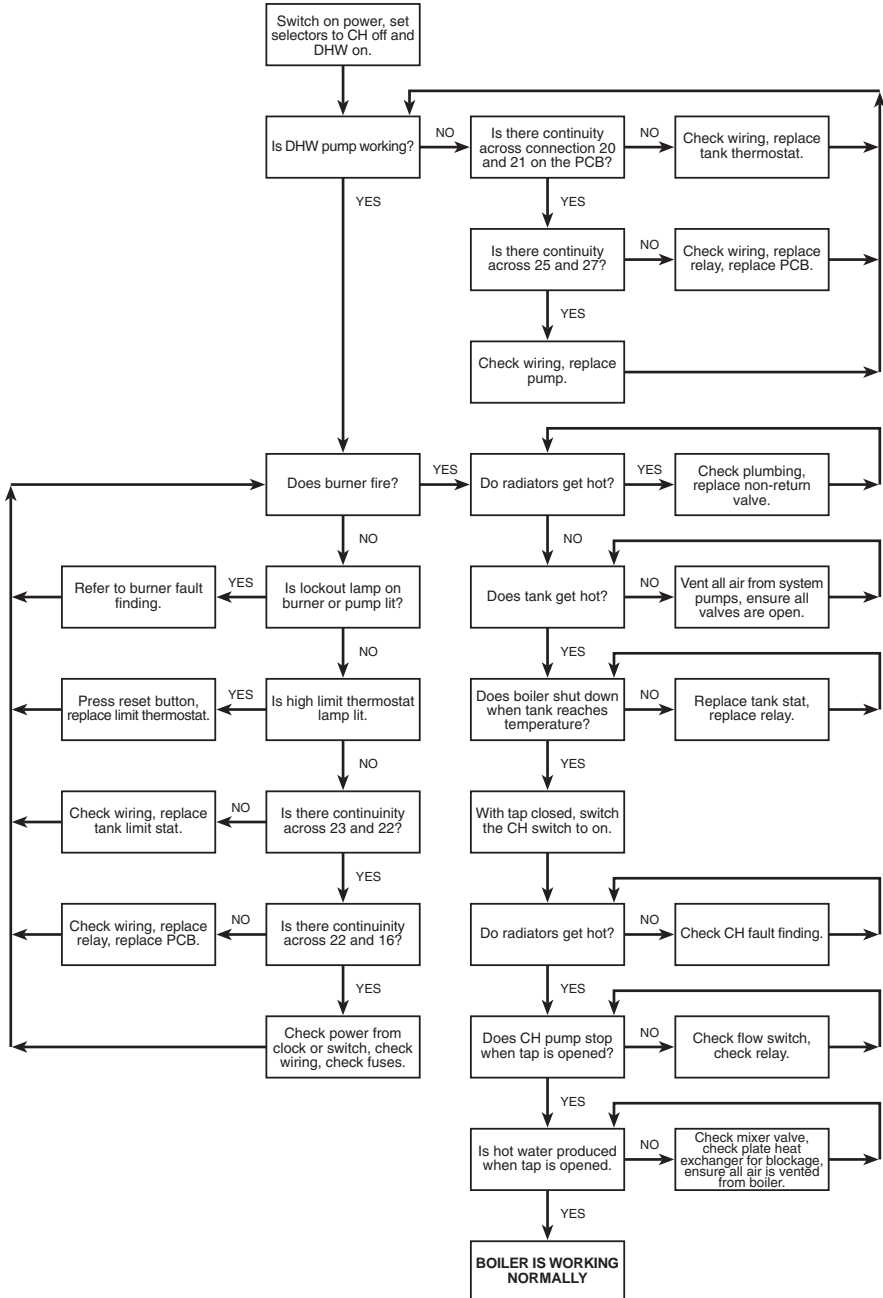 Switch on power, set
selectors to CH off and
DHW on.
Is DHW pump working?
NO
Is there continuity
across connection 20
and 21 on the PCB?
NO
Check wiring, replace
tank thermostat.
YES
YES
Is there continuity
across 25 and 27?
NO
Check wiring, replace
relay, replace PCB.
YES
Check wiring, replace
pump.
Does burner fire?
YES
Do radiators get hot?
YES
Check plumbing,
replace non-return
valve.
NO
NO
Refer to burner fault
finding.
YES
Is lockout lamp on
burner or pump lit?
Does tank get hot?
NO
Vent all air from system
pumps, ensure all
valves are open.
NO
YES
Press reset button,
replace limit thermostat.
YES
Is high limit thermostat
lamp lit.
Does boiler shut down
when tank reaches
temperature?
NO
Replace tank stat,
replace relay.
NO
YES
Check wiring, replace
tank limit stat.
NO
Is there continuinity
across 23 and 22?
With tap closed, switch
the CH switch to on.
YES
Check wiring, replace
relay, replace PCB.
NO
Is there continuinity
across 22 and 16?
Do radiators get hot?
NO
Check CH fault finding.
YES
YES
Check power from
clock or switch, check
wiring, check fuses.
Does CH pump stop
when tap is opened?
NO
Check flow switch,
check relay.
YES
Is hot water produced
when tap is opened.
NO
Check mixer valve,
check plate heat
exchanger for blockage,
ensure all air is vented
from boiler.
YES
BOILER IS WORKING
NORMALLY